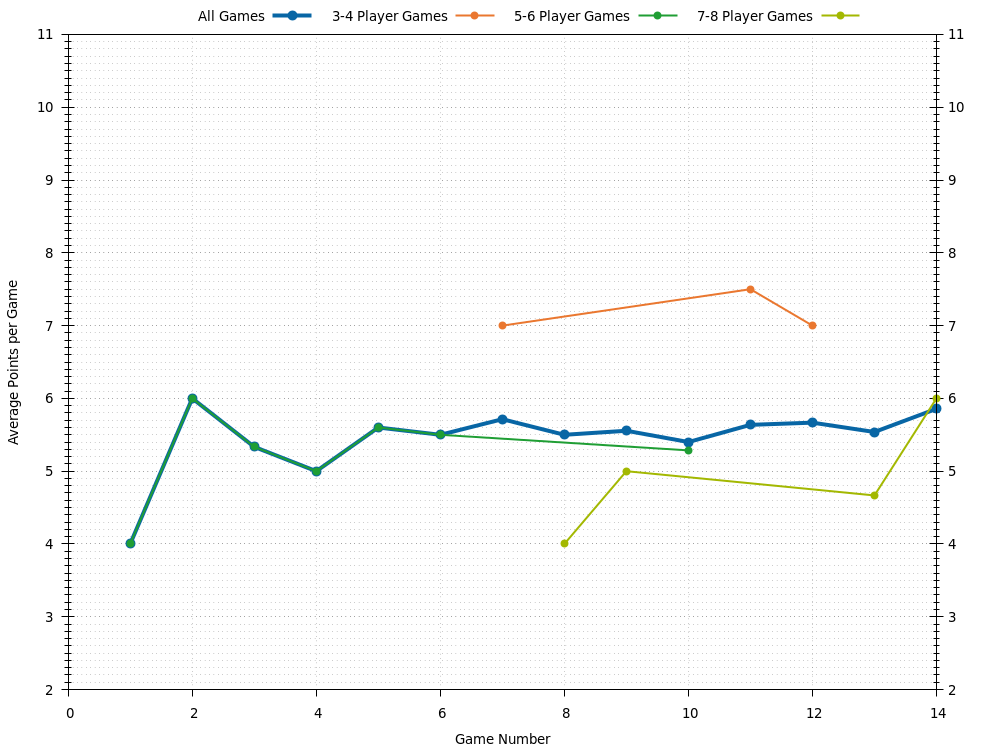 All Games 3-4 Player Games 5-6 Player Games 7-8 Player Games
11 11
10 10
9 9
8 8
7 7
6 6
5 5
4 4
3 3
2 2
Average Points per Game
0 2 4 6 8 10 12 14
Game Number